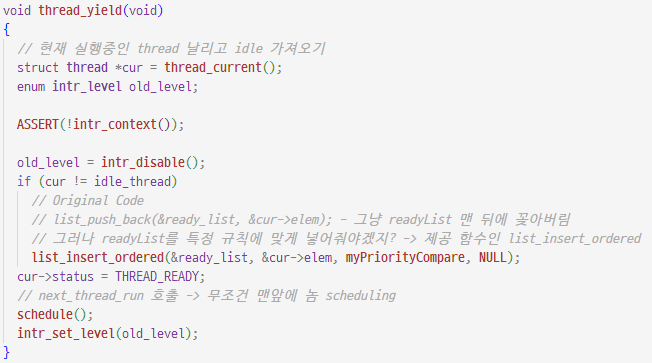 void thread_yield(void)
{
// 현재 실행중인 thread 날리고 idle 가져오기
struct thread *cur = thread_current();
enum intr_level old_level;
ASSERT(!intr_context());
old_level = intr_disable();
if (cur != idle_thread)
// Original Code
// list_push_back(&ready_list, &cur->elem); - 그냥 readyList 맨 뒤에 꽂아버림
// 그러나 readyList를 특정 규칙에 맞게 넣어줘야겠지? -> 제공 함수인 list_insert_ordered
list_insert_ordered(&ready_list, &cur->elem, myPriorityCompare, NULL);
cur->status = THREAD_READY;
// next_thread_run 호출 -> 무조건 맨앞에 놈 scheduling
schedule();
intr_set_level(old_level);
}